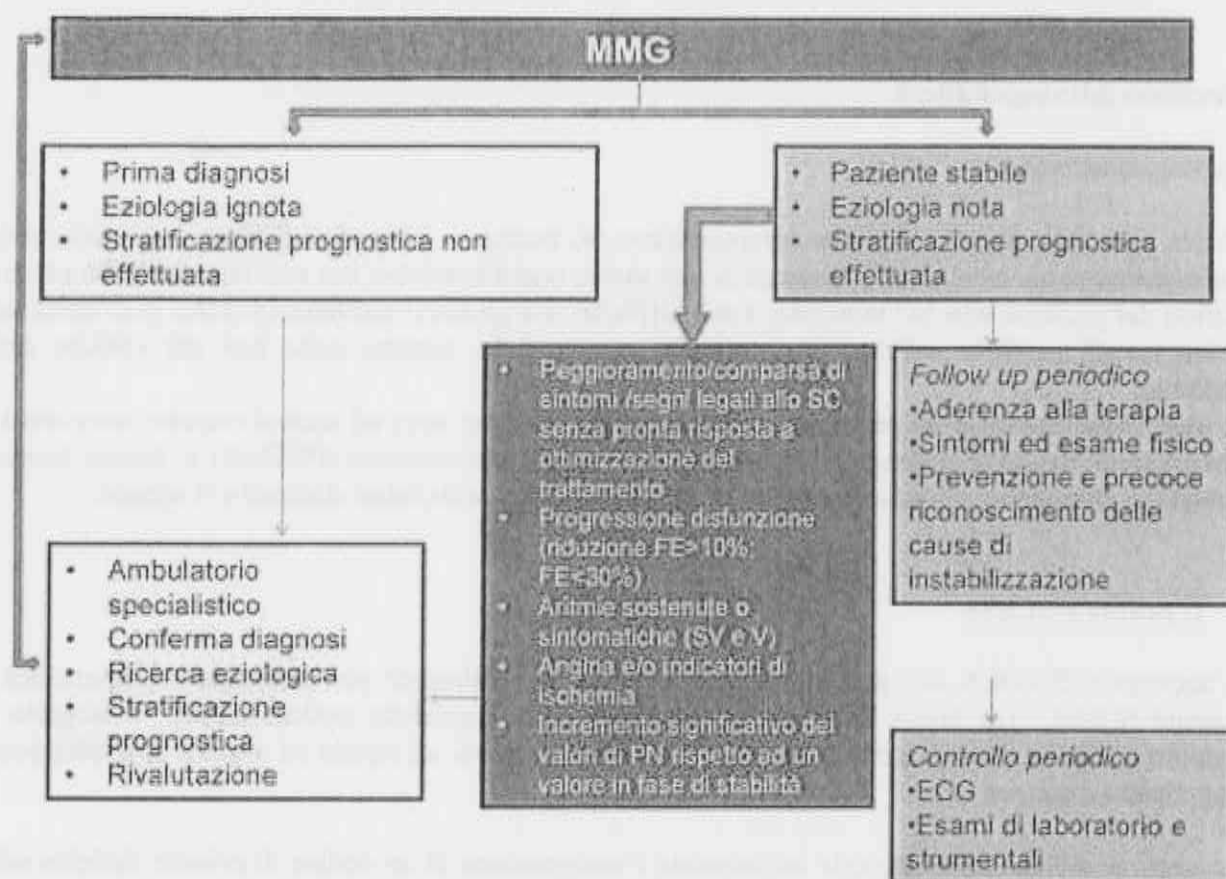 MMG
• Prima diagnosi
• Eziologia ignota
• Stratificazione prognostica non
effettuata
• Paziente stabile
• Eziologia nota
• Stratificazione prognostica
effettuata
• Ambulatorio
specialistico
• Conferma diagnosi
• Ricerca eziologica
• Stratificazione
prognostica
• Rivalutazione
• Peggioramento/comparsa di
sintomi /segni legati allo SC
senza pronta risposta a
ottimizzazione del
trattamento
• Progressione disfunzione
(riduzione FE>10%;
FE<30%)
• Aritmie sostenute o
sintomatiche (SV e V)
• Angina e/o indicatori di
ischemia
• Incremento significativo dei
valori di PN rispetto ad un
valore in fase di stabilità
Follow up periodico
•Aderenza alla terapia
•Sintomi ed esame fisico
•Prevenzione e precoce
riconoscimento delle
cause di
instabilizzazione
Controllo periodico
•ECG
•Esami di laboratorio e
strumentali